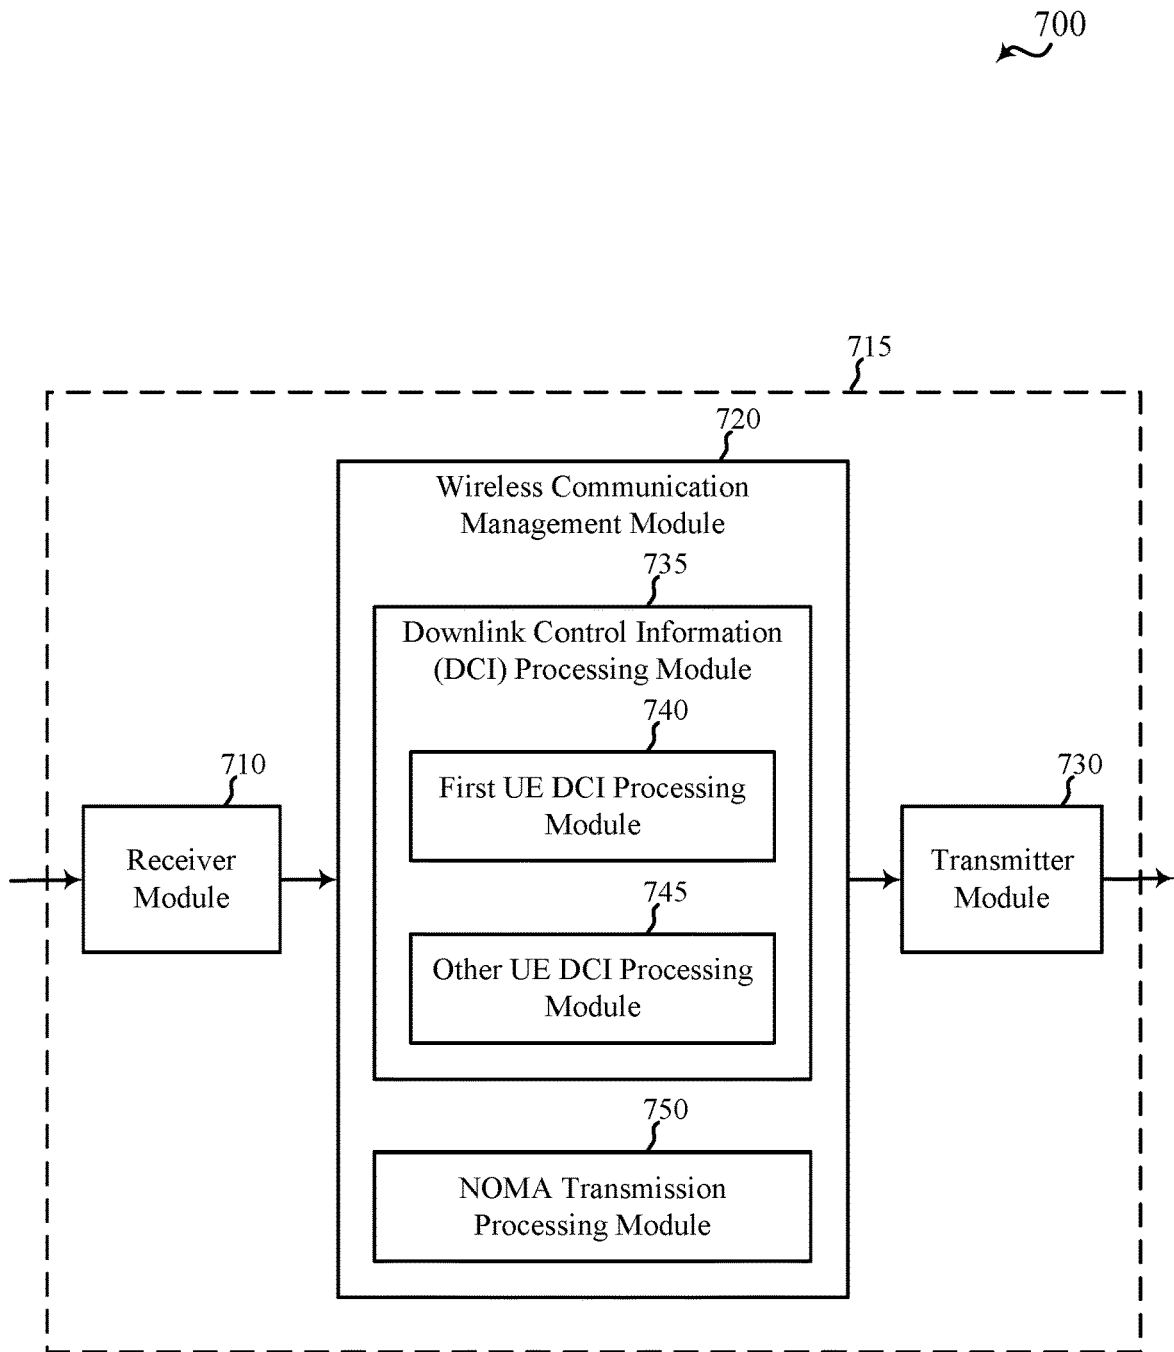 700
715
720
Wireless Communication
Management Module
735
Downlink Control Information
(DCI) Processing Module
740
First UE DCI Processing
Module
710
Receiver
Module
730
Transmitter
Module
745
Other UE DCI Processing
Module
750
NOMA Transmission
Processing Module